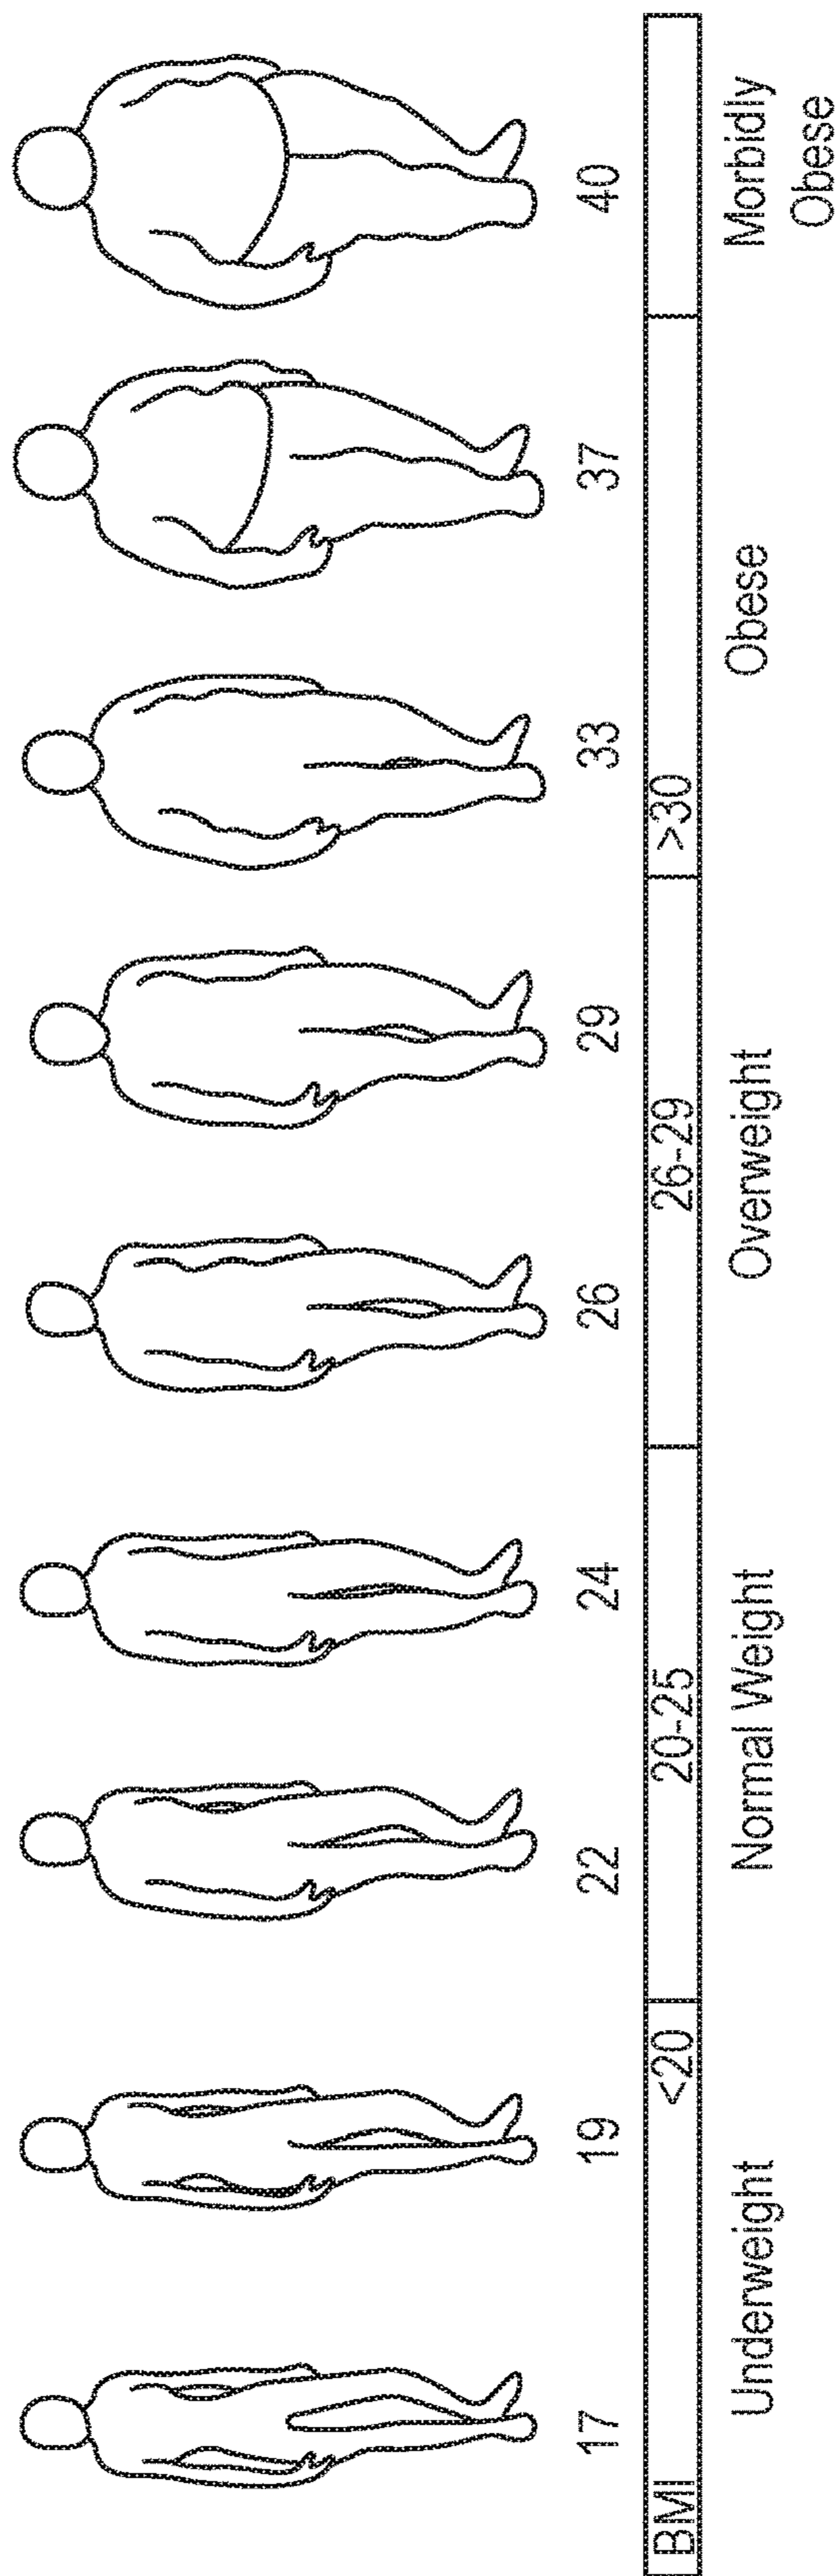 17 19 22 24 26 29 33 37 40
BMI <20 20-25 26-29 >30
Underweight Normal Weight Overweight Obese Morbidly
Obese